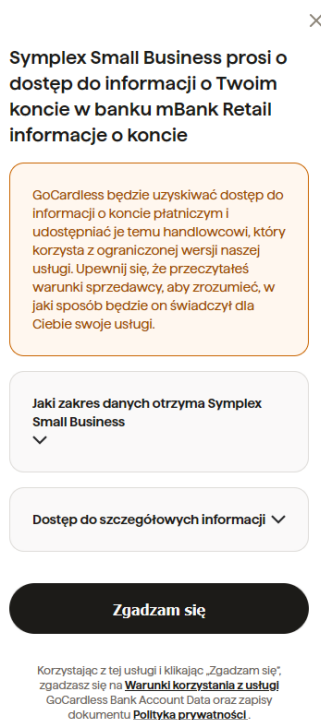 Symplex Small Business prosi o
dostęp do informacji o Twoim
koncie w banku mBank Retail
informacje o koncie
GoCardless będzie uzyskiwać dostęp do
informacji o koncie płatniczym i
udostępniać je temu handlowcowi, który
korzysta z ograniczonej wersji naszej
usługi. Upewnij się, że przeczytałeś
warunki sprzedawcy, aby zrozumieć, w
jaki sposób będzie on świadczył dla
Ciebie swoje usługi.
Jaki zakres danych otrzyma Symplex
Small Business
Dostęp do szczegółowych informacji
Zgadzam się
Korzystając z tej usługi i klikając „Zgadzam się”,
zgadzasz się na Warunki korzystania z usługi
GoCardless Bank Account Data oraz zapisy
dokumentu Polityka prywatności.